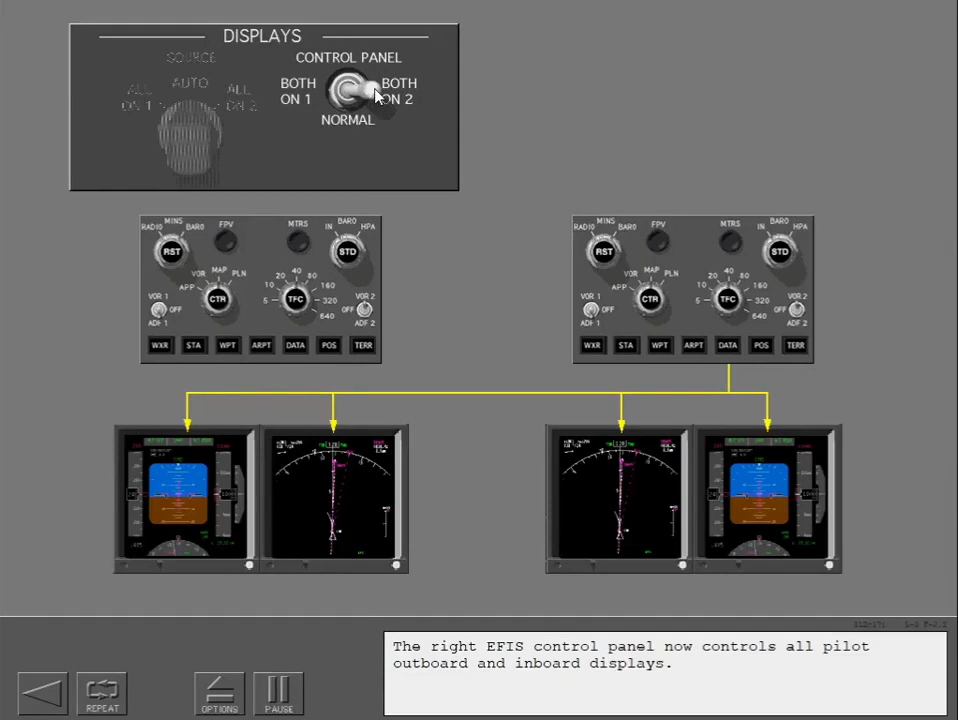 DISPLAYS
SOURCE
CONTROL PANEL
ALL ON 1
AUTO
ALL ON 2
BOTH ON 1
BOTH ON 2
NORMAL
RADIO MINS BARO
FPV
MTRS
IN BARO HPA
RST
STD
APP VOR MAP PLN
CTR
5 10 20 40 80 160 320 640
TFC
VOR 1 OFF ADF 1
VOR 2 OFF ADF 2
WXR STA WPT ARPT DATA POS TERR
RADIO MINS BARO
FPV
MTRS
IN BARO HPA
RST
STD
APP VOR MAP PLN
CTR
5 10 20 40 80 160 320 640
TFC
VOR 1 OFF ADF 1
VOR 2 OFF ADF 2
WXR STA WPT ARPT DATA POS TERR
The right EFIS control panel now controls all pilot
outboard and inboard displays.
REPEAT
OPTIONS
PAUSE